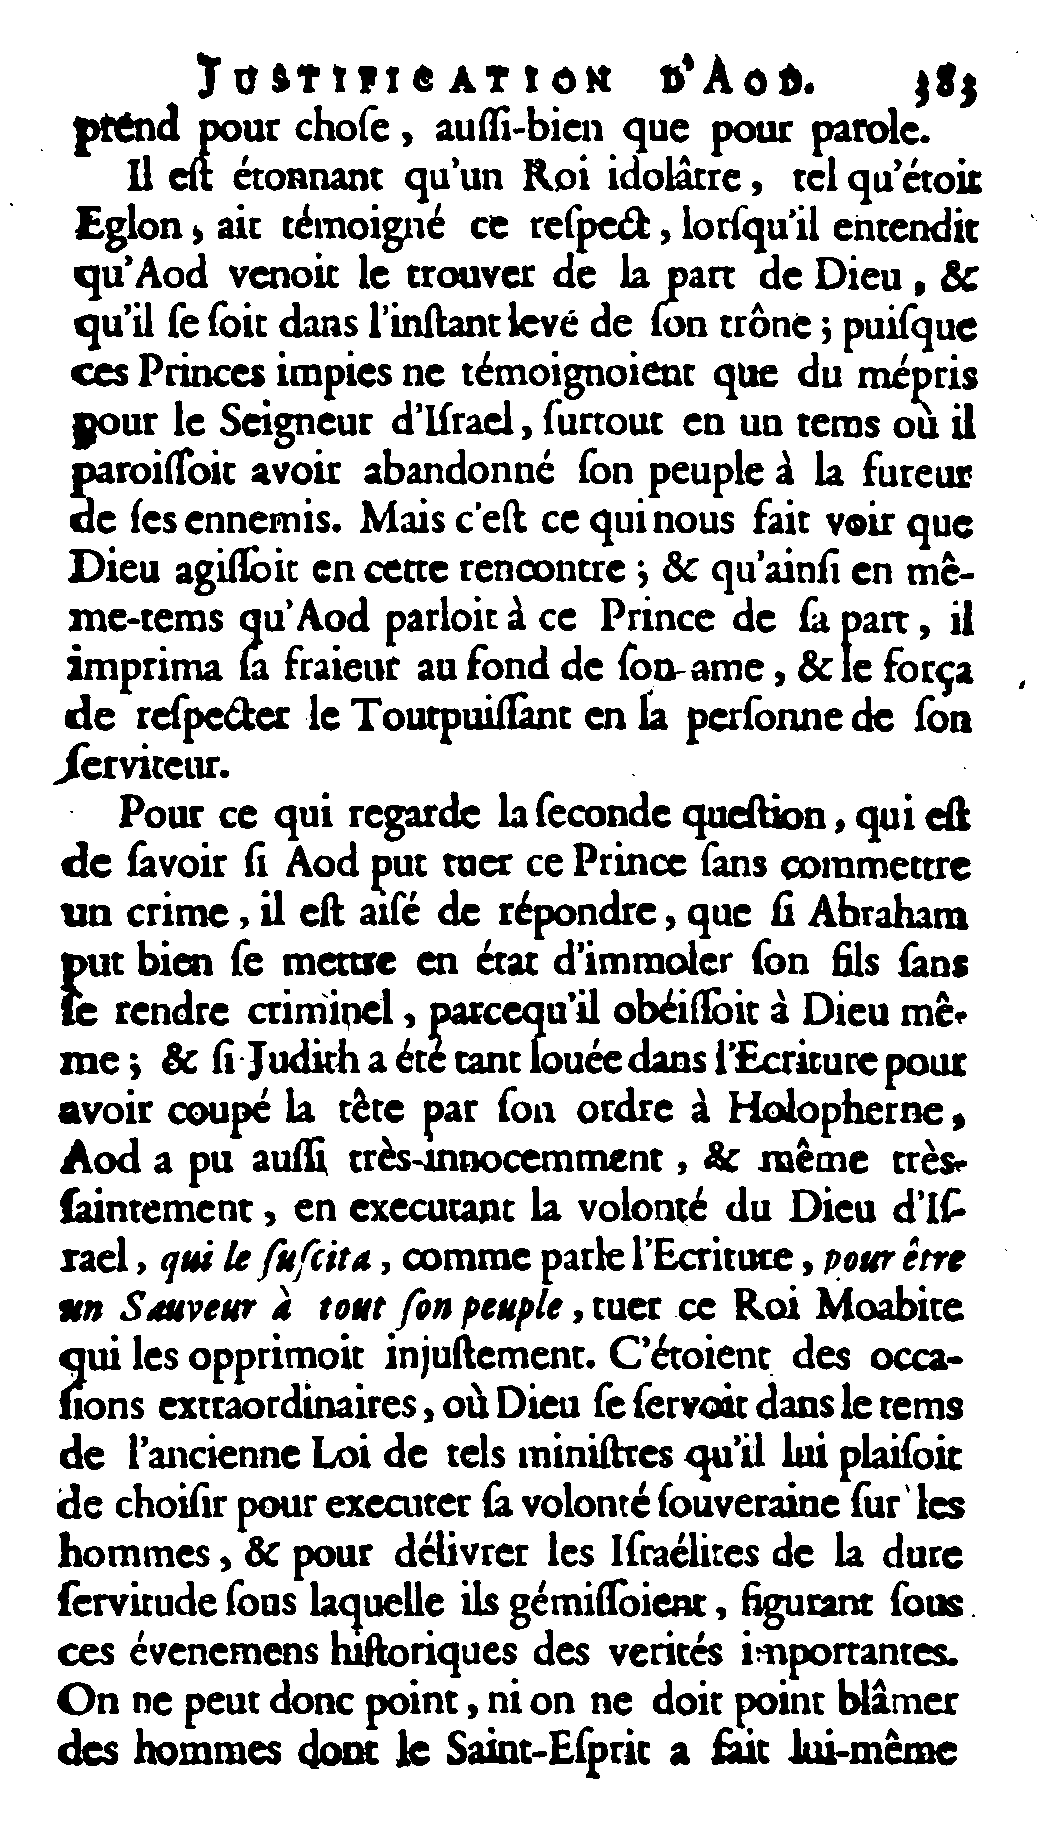 JUSTIFICATION D'AOD. 383
prend pour choſe, auſſi-bien que pour parole.
Il eſt étonnant qu'un Roi idolâtre, tel qu'étoit
Eglon, ait témoigné ce reſpect, lorſqu'il entendit
qu'Aod venoit le trouver de la part de Dieu, &
qu'il ſe ſoit dans l'inſtant levé de ſon trône; puiſque
ces Princes impies ne témoignoient que du mépris
pour le Seigneur d'Iſrael, ſurtout en un tems où il
paroiſſoit avoir abandonné ſon peuple à la fureur
de ſes ennemis. Mais c'eſt ce qui nous fait voir que
Dieu agiſſoit en cette rencontre; & qu'ainſi en mê-
me-tems qu'Aod parloit à ce Prince de ſa part, il
imprima ſa fraieur au fond de ſon ame, & le força
de reſpecter le Toutpuiſſant en la perſonne de ſon
ſerviteur.
Pour ce qui regarde la ſeconde queſtion, qui eſt
de ſavoir ſi Aod put tuer ce Prince ſans commettre
un crime, il eſt aiſé de répondre, que ſi Abraham
put bien ſe mettre en état d'immoler ſon fils ſans
ſe rendre criminel, parcequ'il obéiſſoit à Dieu mê-
me; & ſi Judith a été tant louée dans l'Ecriture pour
avoir coupé la tête par ſon ordre à Holopherne,
Aod a pu auſſi très-innocemment, & même très-
ſaintement, en executant la volonté du Dieu d'Iſ-
rael, qui le ſuſcita, comme parle l'Ecriture, pour être
un Sauveur à tout ſon peuple, tuer ce Roi Moabite
qui les opprimoit injuſtement. C'étoient des occa-
ſions extraordinaires, où Dieu ſe ſervoit dans le tems
de l'ancienne Loi de tels miniſtres qu'il lui plaiſoit
de choiſir pour executer ſa volonté ſouveraine ſur les
hommes, & pour délivrer les Iſraélites de la dure
ſervitude ſous laquelle ils gémiſſoient, figurant ſous
ces évenemens hiſtoriques des verités importantes.
On ne peut donc point, ni on ne doit point blâmer
des hommes dont le Saint-Eſprit a fait lui-même